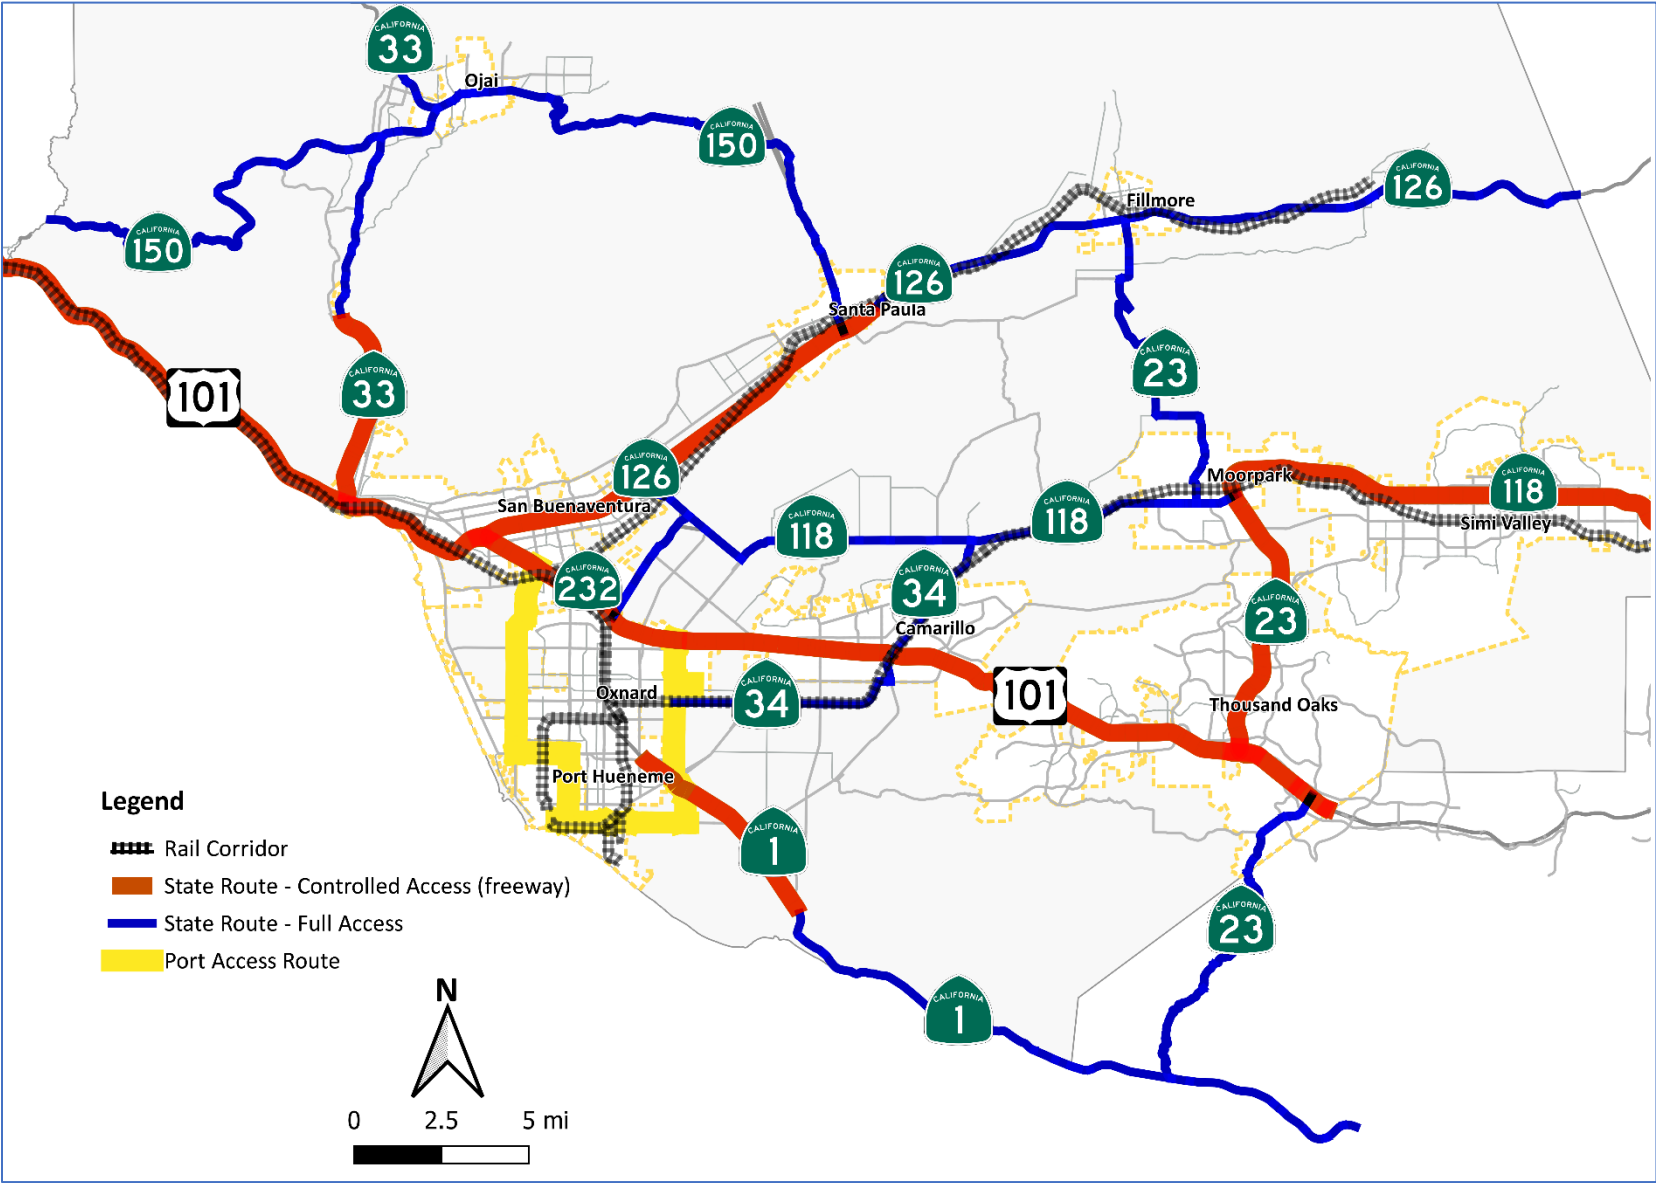 CALIFORNIA
33
Ojai
CALIFORNIA
150
CALIFORNIA
126
Fillmore
CALIFORNIA
150
CALIFORNIA
126
Santa Paula
CALIFORNIA
33
101
CALIFORNIA
23
CALIFORNIA
126
San Buenaventura
CALIFORNIA
118
CALIFORNIA
118
Moorpark
CALIFORNIA
118
Simi Valley
CALIFORNIA
232
CALIFORNIA
34
Camarillo
CALIFORNIA
23
Oxnard
CALIFORNIA
34
101
Thousand Oaks
Port Hueneme
CALIFORNIA
1
CALIFORNIA
23
CALIFORNIA
1
Legend
Rail Corridor
State Route - Controlled Access (freeway)
State Route - Full Access
Port Access Route
N
0 2.5 5 mi